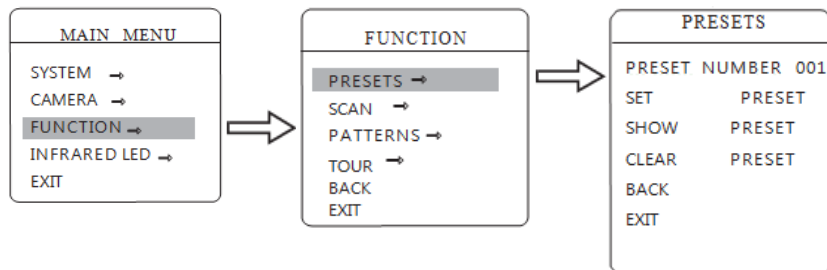 MAIN MENU
SYSTEM →
CAMERA →
FUNCTION →
INFRARED LED →
EXIT
FUNCTION
PRESETS →
SCAN →
PATTERNS →
TOUR →
BACK
EXIT
PRESETS
PRESET NUMBER 001
SET PRESET
SHOW PRESET
CLEAR PRESET
BACK
EXIT